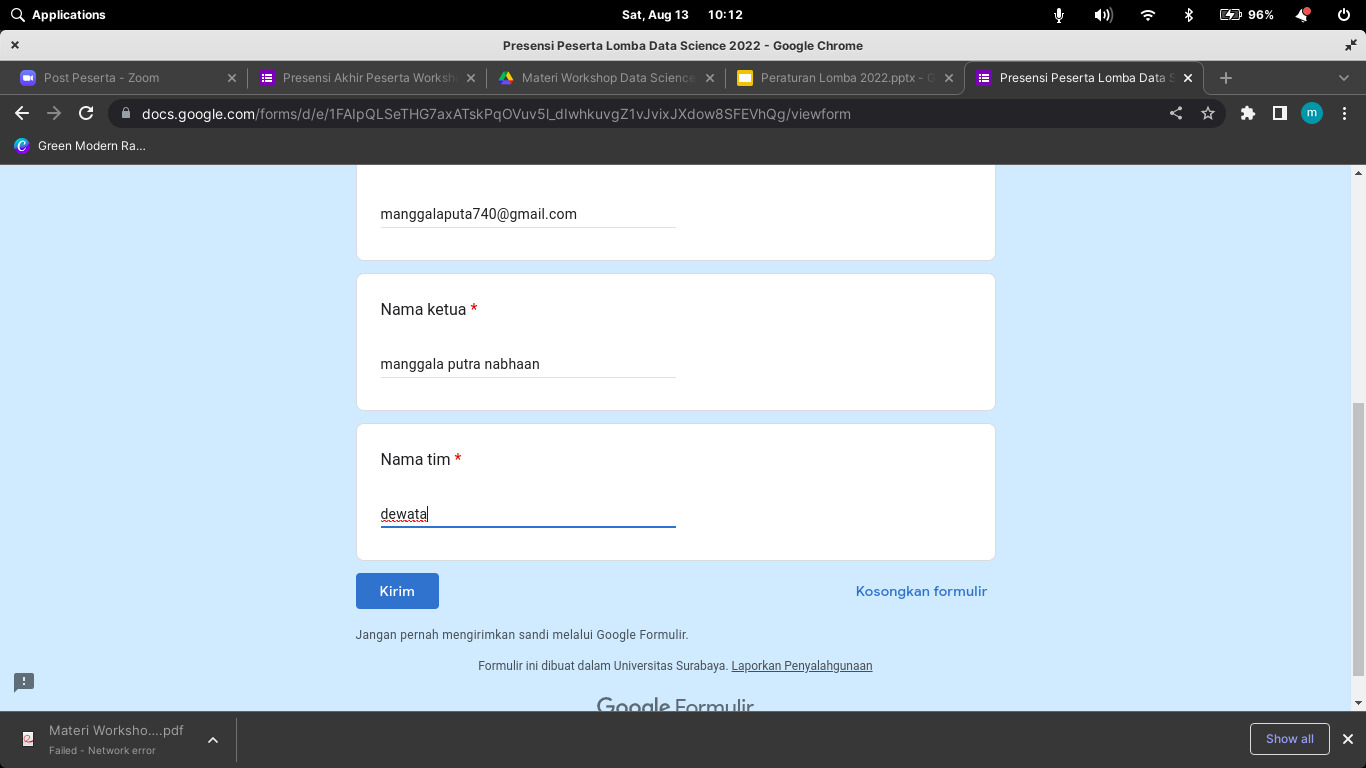 Applications
Sat, Aug 13 10:12
96%
Presensi Peserta Lomba Data Science 2022 - Google Chrome
Post Peserta - Zoom
Presensi Akhir Peserta Worksh
Materi Workshop Data Science
Peraturan Lomba 2022.pptx - G
Presensi Peserta Lomba Data S
docs.google.com/forms/d/e/1FAIpQLSeTHG7axATskPqOVuv5I_dIwhkuvgZ1vJvixJXdow8SFEVhQg/viewform
m
Green Modern Ra...
manggalaputa740@gmail.com
Nama ketua *
manggala putra nabhaan
Nama tim *
dewata
Kirim
Kosongkan formulir
Jangan pernah mengirimkan sandi melalui Google Formulir.
Formulir ini dibuat dalam Universitas Surabaya. Laporkan Penyalahgunaan
Google Formulir
Materi Worksho....pdf
Failed - Network error
Show all